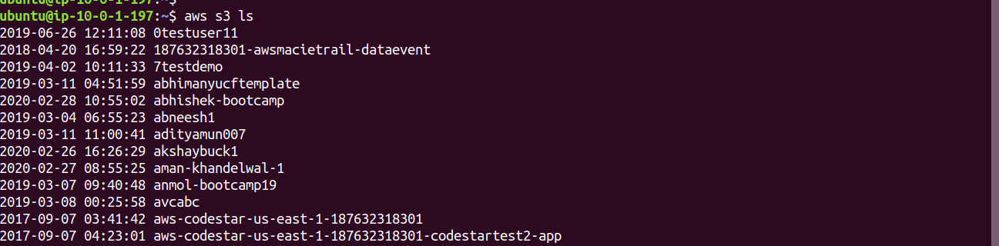 ubuntu@ip-10-0-1-197:~$
ubuntu@ip-10-0-1-197:~$ aws s3 ls
2019-06-26 12:11:08 0testuser11
2018-04-20 16:59:22 187632318301-awsmacietrail-dataevent
2019-04-02 10:11:33 7testdemo
2019-03-11 04:51:59 abhimanyucftemplate
2020-02-28 10:55:02 abhishek-bootcamp
2019-03-04 06:55:23 abneesh1
2019-03-11 11:00:41 adityamun007
2020-02-26 16:26:29 akshaybuck1
2020-02-27 08:55:25 aman-khandelwal-1
2019-03-07 09:40:48 anmol-bootcamp19
2019-03-08 00:25:58 avcabc
2017-09-07 03:41:42 aws-codestar-us-east-1-187632318301
2017-09-07 04:23:01 aws-codestar-us-east-1-187632318301-codestartest2-app